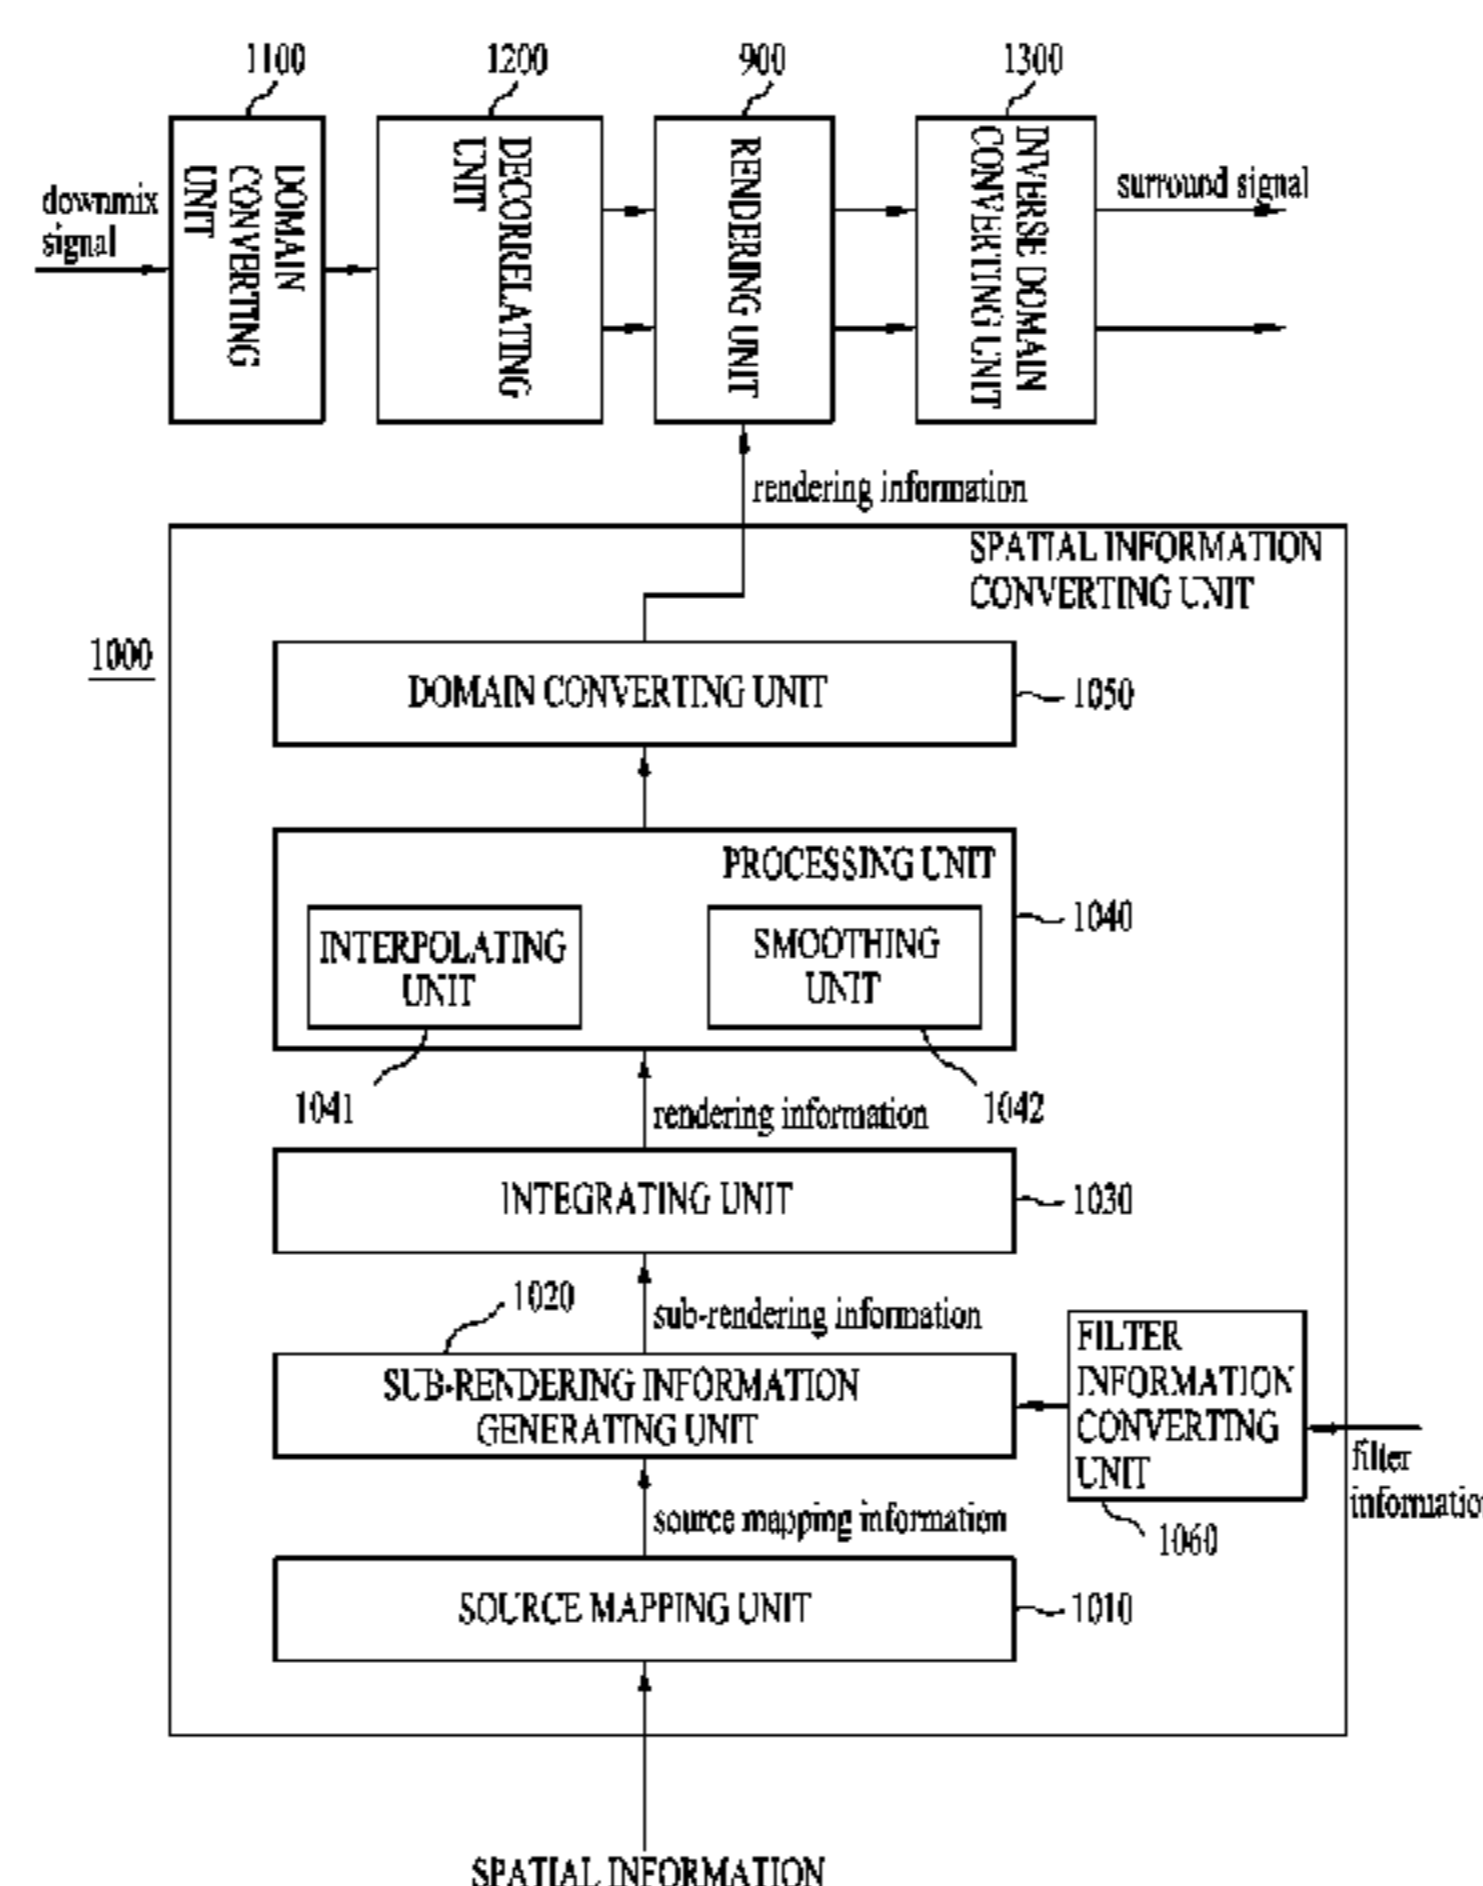 1100
1200
900
1300
downmix
signal
DOMAIN
CONVERTING
UNIT
DECORRELATING
UNIT
RENDERING UNIT
INVERSE DOMAIN
CONVERTING UNIT
surround signal
rendering information
SPATIAL INFORMATION
CONVERTING UNIT
1000
DOMAIN CONVERTING UNIT
1050
PROCESSING UNIT
1040
INTERPOLATING
UNIT
SMOOTHING
UNIT
1041
1042
rendering information
INTEGRATING UNIT
1030
1020
sub-rendering information
SUB-RENDERING INFORMATION
GENERATING UNIT
FILTER
INFORMATION
CONVERTING
UNIT
filter
informatio
1060
source mapping information
SOURCE MAPPING UNIT
1010
SPATIAL INFORMATION